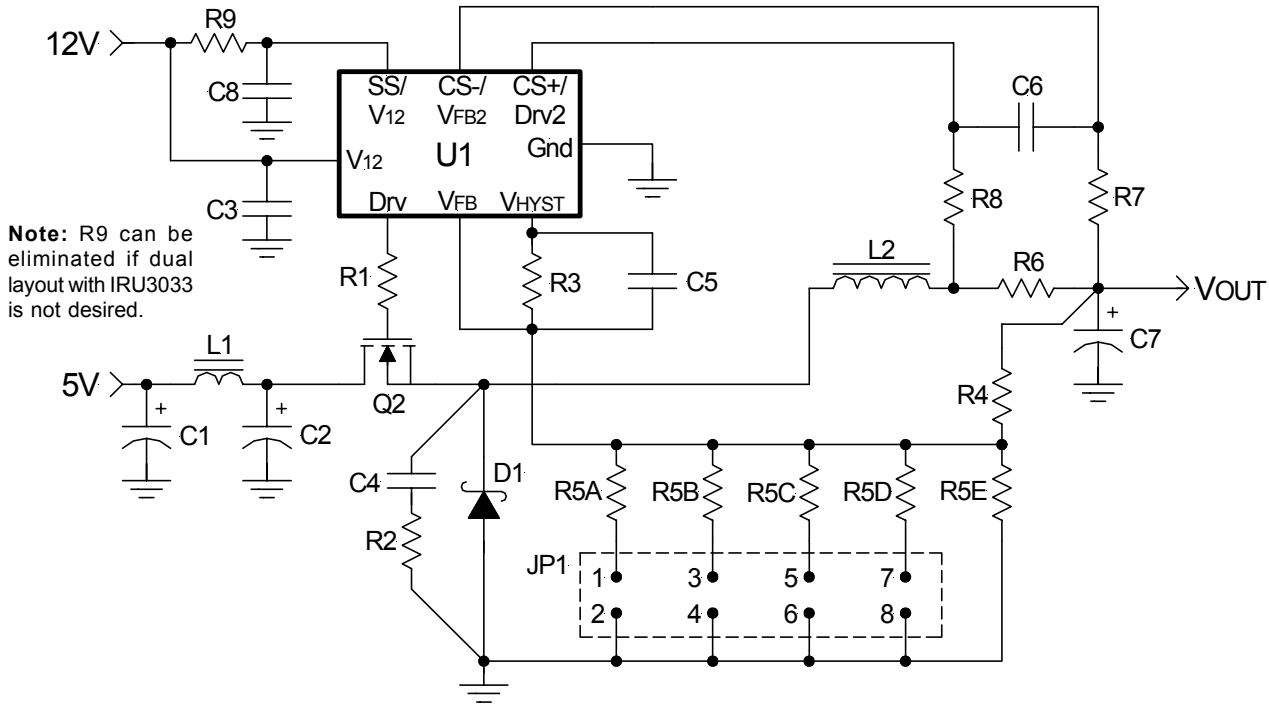 12V
R9
C8
SS/
V12
CS-/
VFB2
CS+/
Drv2
C6
V12
U1
Gnd
C3
Drv
VFB
VHYST
R8
R7
Note: R9 can be
eliminated if dual
layout with IRU3033
is not desired.
R1
R3
C5
L2
R6
VOUT
+
C7
L1
5V
Q2
R4
+
C1
+
C2
C4
D1
R2
R5A
R5B
R5C
R5D
R5E
JP1
1
3
5
7
2
4
6
8